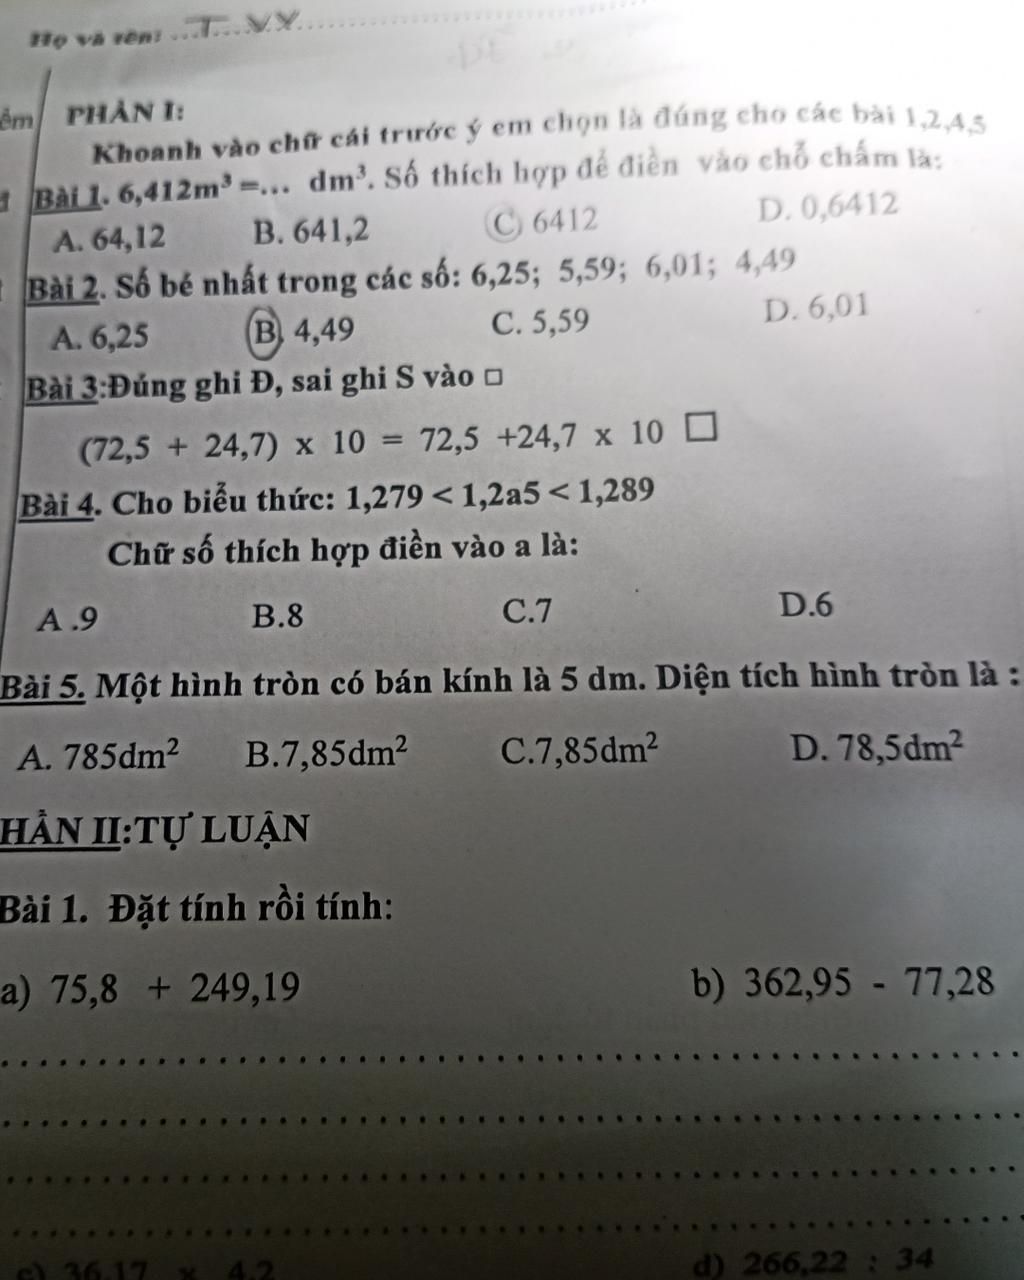 Họ và tên: ...T...V.Y...
PHẦN I:
Khoanh vào chữ cái trước ý em chọn là đúng cho các bài 1,2,4,5
Bài 1. 6,412m³ =... dm³. Số thích hợp để điền vào chỗ chấm là:
A. 64,12 B. 641,2 C 6412 D. 0,6412
Bài 2. Số bé nhất trong các số: 6,25; 5,59; 6,01; 4,49
A. 6,25 B. 4,49 C. 5,59 D. 6,01
Bài 3:Đúng ghi Đ, sai ghi S vào □
(72,5 + 24,7) x 10 = 72,5 +24,7 x 10 □
Bài 4. Cho biểu thức: 1,279 < 1,2a5 < 1,289
Chữ số thích hợp điền vào a là:
A .9 B.8 C.7 D.6
Bài 5. Một hình tròn có bán kính là 5 dm. Diện tích hình tròn là :
A. 785dm² B.7,85dm² C.7,85dm² D. 78,5dm²
HẦN II:TỰ LUẬN
Bài 1. Đặt tính rồi tính:
a) 75,8 + 249,19 b) 362,95 - 77,28
c) 36,17 x 4,2 d) 266,22 : 34